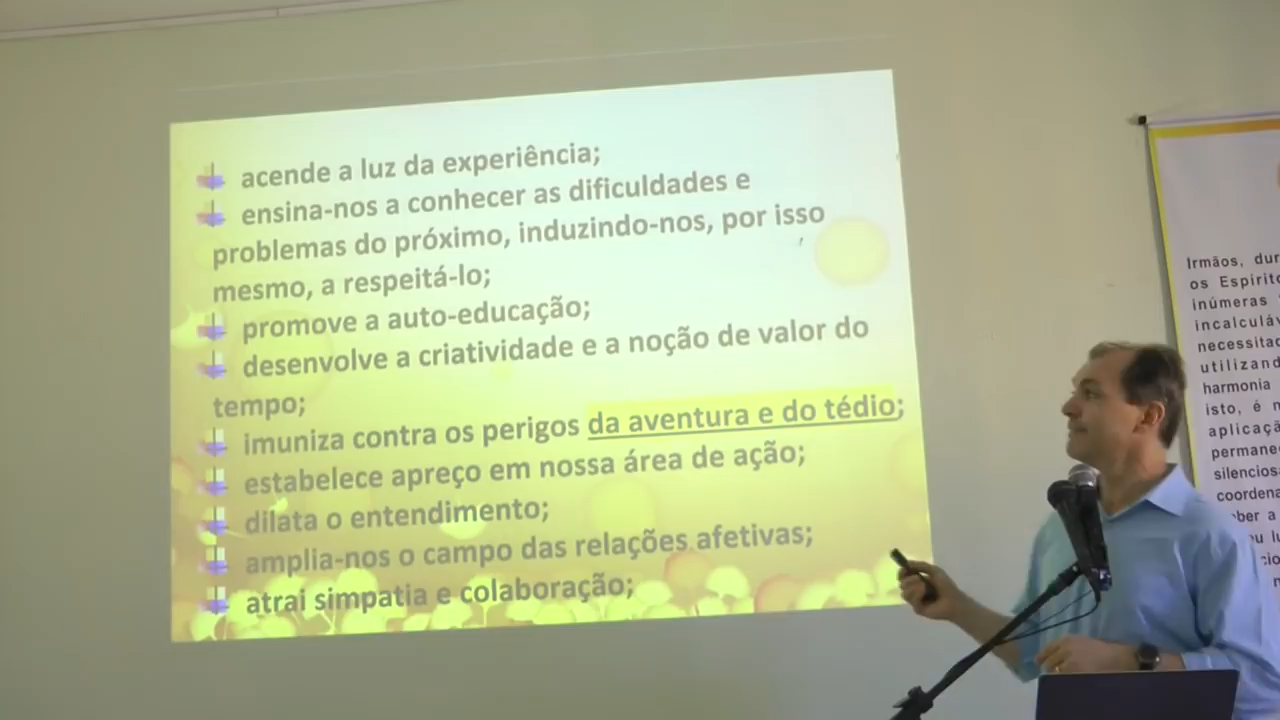 acende a luz da experiência;
ensina-nos a conhecer as dificuldades e
problemas do próximo, induzindo-nos, por isso
mesmo, a respeitá-lo;
promove a auto-educação;
desenvolve a criatividade e a noção de valor do
tempo;
imuniza contra os perigos da aventura e do tédio;
estabelece apreço em nossa área de ação;
dilata o entendimento;
amplia-nos o campo das relações afetivas;
atrai simpatia e colaboração;
Irmãos, dur
os Espirito
inúmeras
incalculáv
necessitad
utilizand
harmonia
isto, é n
aplicaçã
permane
silencios
coordena